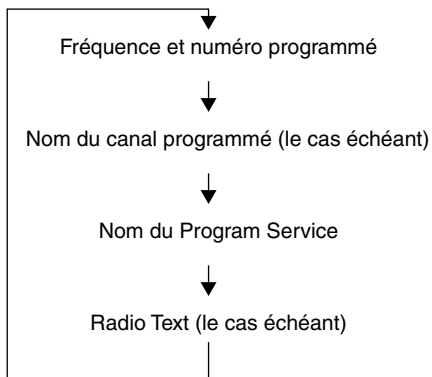 Fréquence et numéro programmé
Nom du canal programmé (le cas échéant)
Nom du Program Service
Radio Text (le cas échéant)